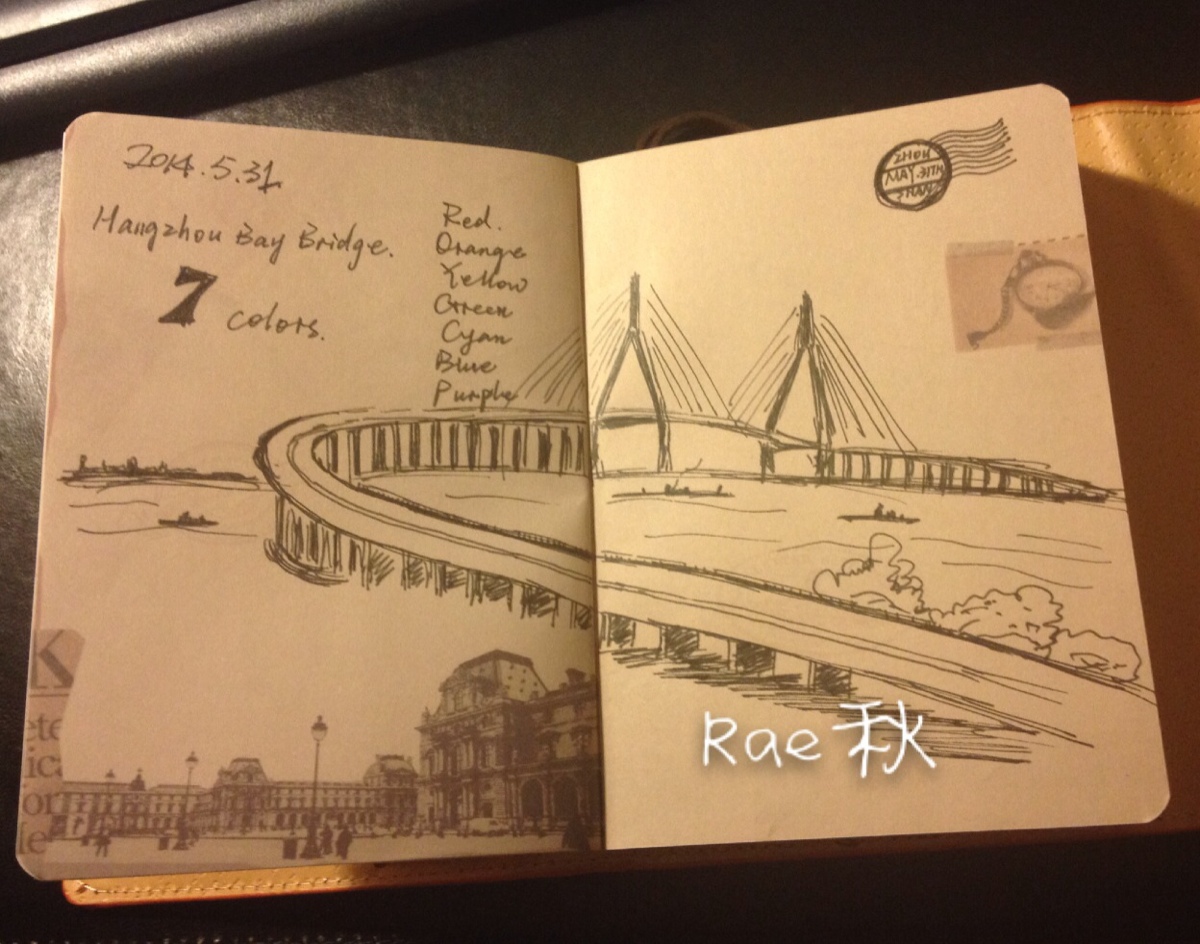 2014.5.31
Hangzhou Bay Bridge.
7 colors.
Red.
Orange
Yellow
Green
Cyan
Blue
Purple
ZHOU
MAY.31TH
SHAN
K
ete
ica
or
le
Rae 秋